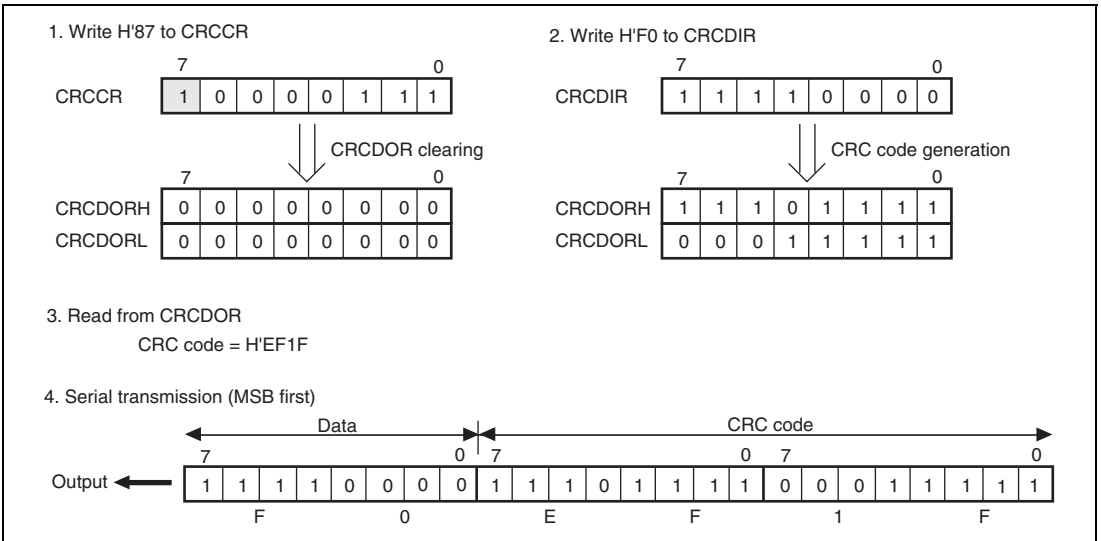 1. Write H'87 to CRCCR
2. Write H'F0 to CRCDIR
7 0
CRCCR 1 0 0 0 0 1 1 1
7 0
CRCDIR 1 1 1 1 0 0 0 0
CRCDOR clearing
CRC code generation
7 0
CRCDORH 0 0 0 0 0 0 0 0
CRCDORL 0 0 0 0 0 0 0 0
7 0
CRCDORH 1 1 1 0 1 1 1 1
CRCDORL 0 0 0 1 1 1 1 1
3. Read from CRCDOR
CRC code = H'EF1F
4. Serial transmission (MSB first)
Data CRC code
7 0 7 0 7 0
Output 1 1 1 1 0 0 0 0 1 1 1 0 1 1 1 1 0 0 0 1 1 1 1 1
F 0 E F 1 F